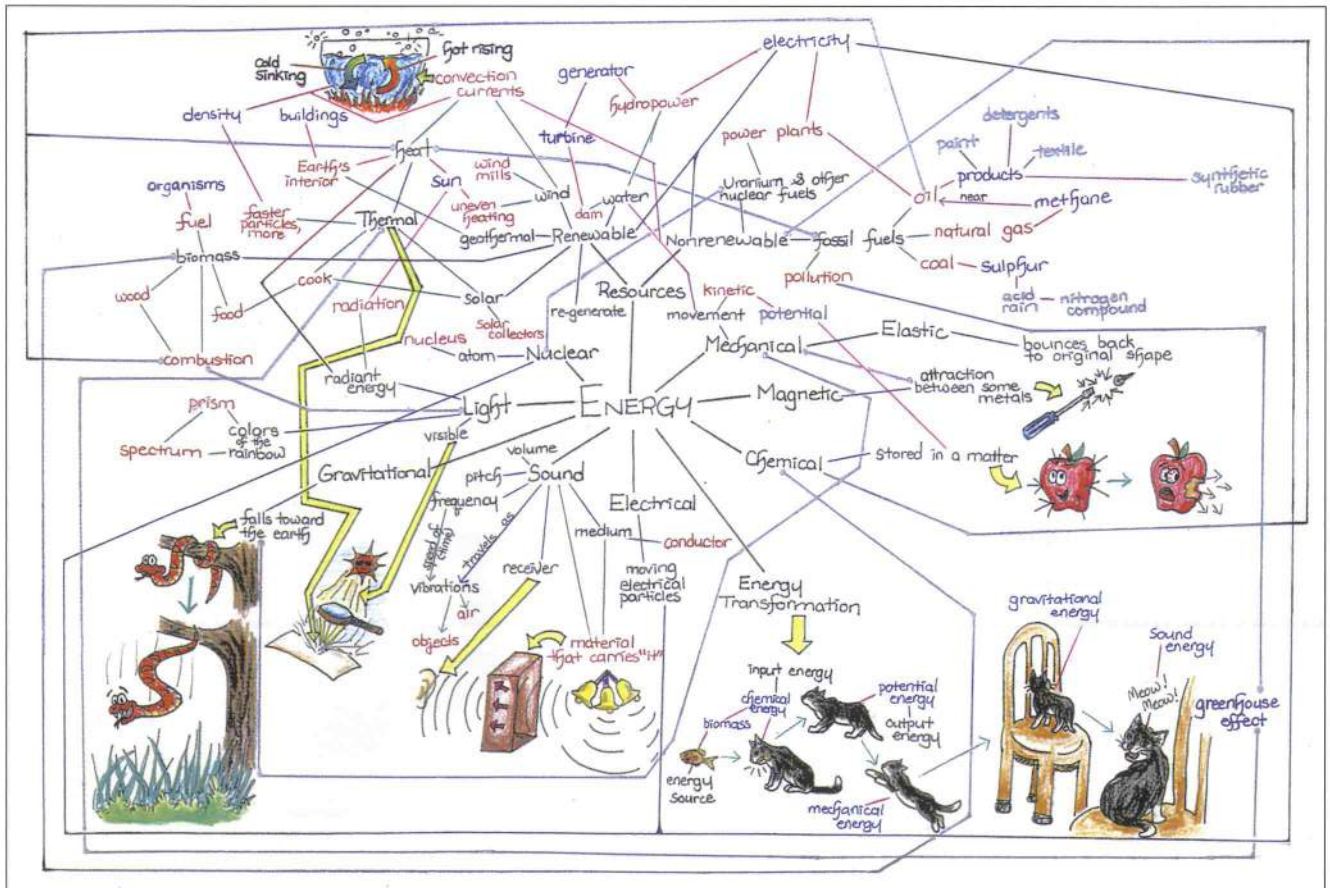 electricity
cold
sinking
hot rising
convection
currents
generator
hydropower
density
buildings
turbine
power plants
detergents
paint
textile
products
synthetic
rubber
heat
Earth's
interior
Sun
wind
mills
wind
uneven
heating
dam
water
Uranium & other
nuclear fuels
oil
near
methane
organisms
fuel
faster
particles,
more
Thermal
geothermal
Renewable
Nonrenewable
fossil fuels
natural gas
coal
sulphur
acid
rain
nitrogen
compound
pollution
biomass
wood
food
cook
solar
solar
collectors
radiation
re-generate
Resources
kinetic
movement
potential
Mechanical
Elastic
bounces back
to original shape
combustion
nucleus
atom
Nuclear
radiant
energy
Light
ENERGY
Magnetic
attraction
between some
metals
prism
spectrum
colors
of the
rainbow
visible
Gravitational
volume
pitch
Sound
frequency
Chemical
stored in a matter
Electrical
falls toward
the earth
speed of
(time)
travels as
vibrations
air
objects
receiver
medium
conductor
moving
electrical
particles
material
that carries "it"
Energy
Transformation
input energy
chemical
energy
biomass
energy
source
potential
energy
output
energy
mechanical
energy
gravitational
energy
Sound
energy
Meow!
Meow!
greenhouse
effect